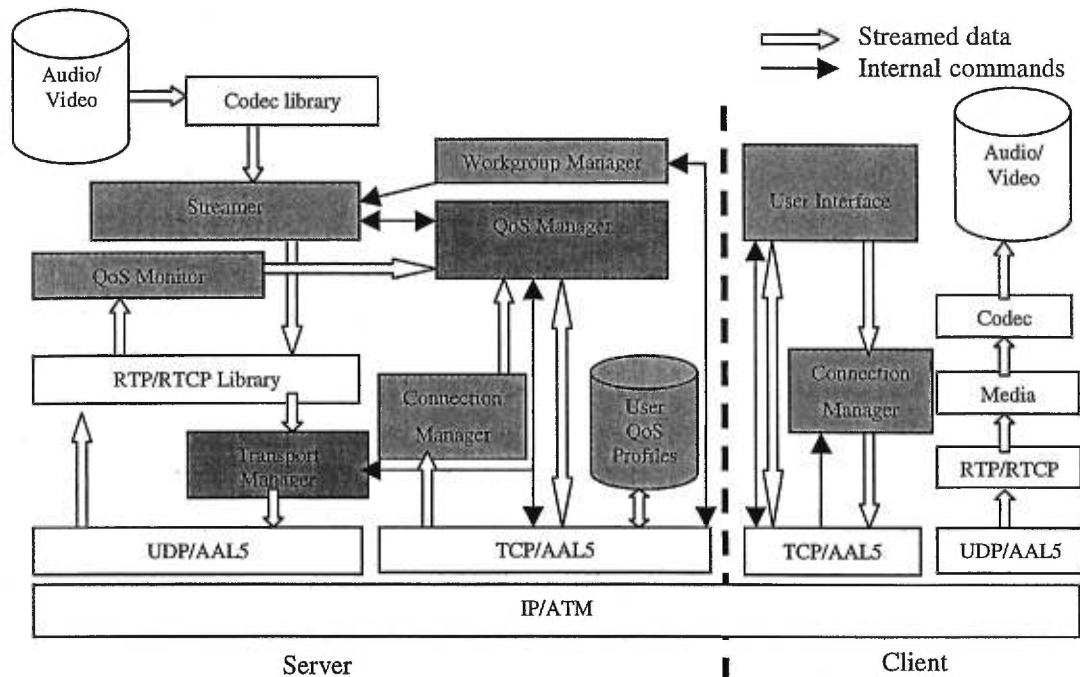 Streamed data
Internal commands
Audio/
Video
Codec library
Workgroup Manager
Streamer
QoS Manager
QoS Monitor
RTP/RTCP Library
Connection
Manager
User
QoS
Profiles
Transport
Manager
UDP/AAL5
TCP/AAL5
Audio/
Video
User Interface
Codec
Connection
Manager
Media
RTP/RTCP
TCP/AAL5
UDP/AAL5
IP/ATM
Server
Client